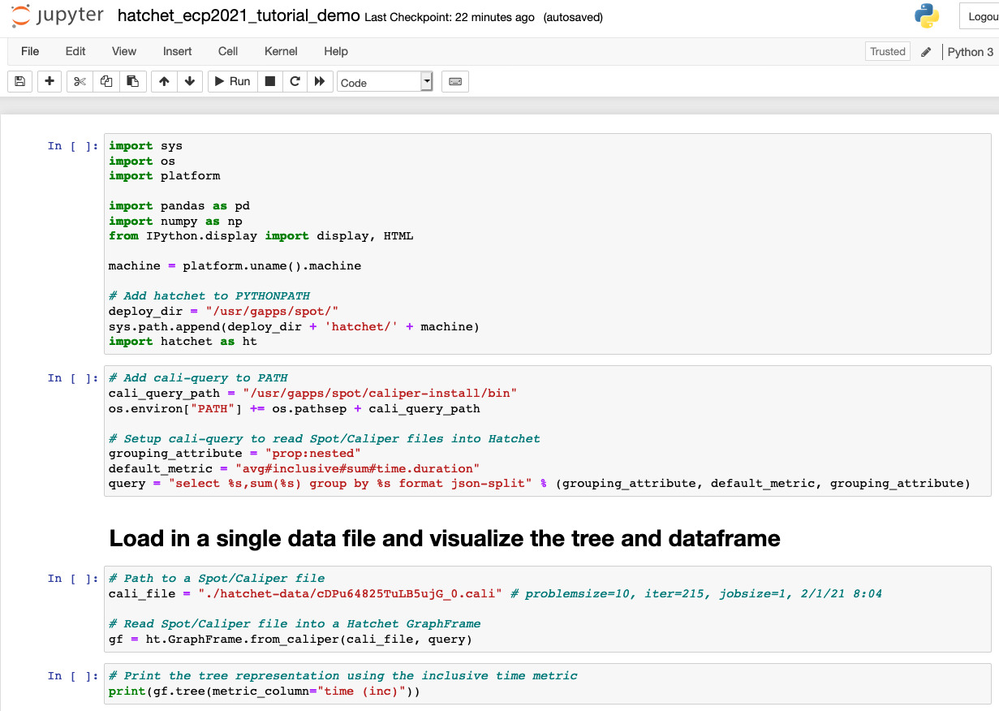 jupyter hatchet_ecp2021_tutorial_demo Last Checkpoint: 22 minutes ago (autosaved)
Logou
File Edit View Insert Cell Kernel Help Trusted Python 3
Run Code
In [ ]: import sys
import os
import platform
import pandas as pd
import numpy as np
from IPython.display import display, HTML
machine = platform.uname().machine
# Add hatchet to PYTHONPATH
deploy_dir = "/usr/gapps/spot/"
sys.path.append(deploy_dir + 'hatchet/' + machine)
import hatchet as ht
In [ ]: # Add cali-query to PATH
cali_query_path = "/usr/gapps/spot/caliper-install/bin"
os.environ["PATH"] += os.pathsep + cali_query_path
# Setup cali-query to read Spot/Caliper files into Hatchet
grouping_attribute = "prop:nested"
default_metric = "avg#inclusive#sum#time.duration"
query = "select %s,sum(%s) group by %s format json-split" % (grouping_attribute, default_metric, grouping_attribute)
Load in a single data file and visualize the tree and dataframe
In [ ]: # Path to a Spot/Caliper file
cali_file = "./hatchet-data/cDPu64825TuLB5ujG_0.cali" # problemsize=10, iter=215, jobsize=1, 2/1/21 8:04
# Read Spot/Caliper file into a Hatchet GraphFrame
gf = ht.GraphFrame.from_caliper(cali_file, query)
In [ ]: # Print the tree representation using the inclusive time metric
print(gf.tree(metric_column="time (inc)"))